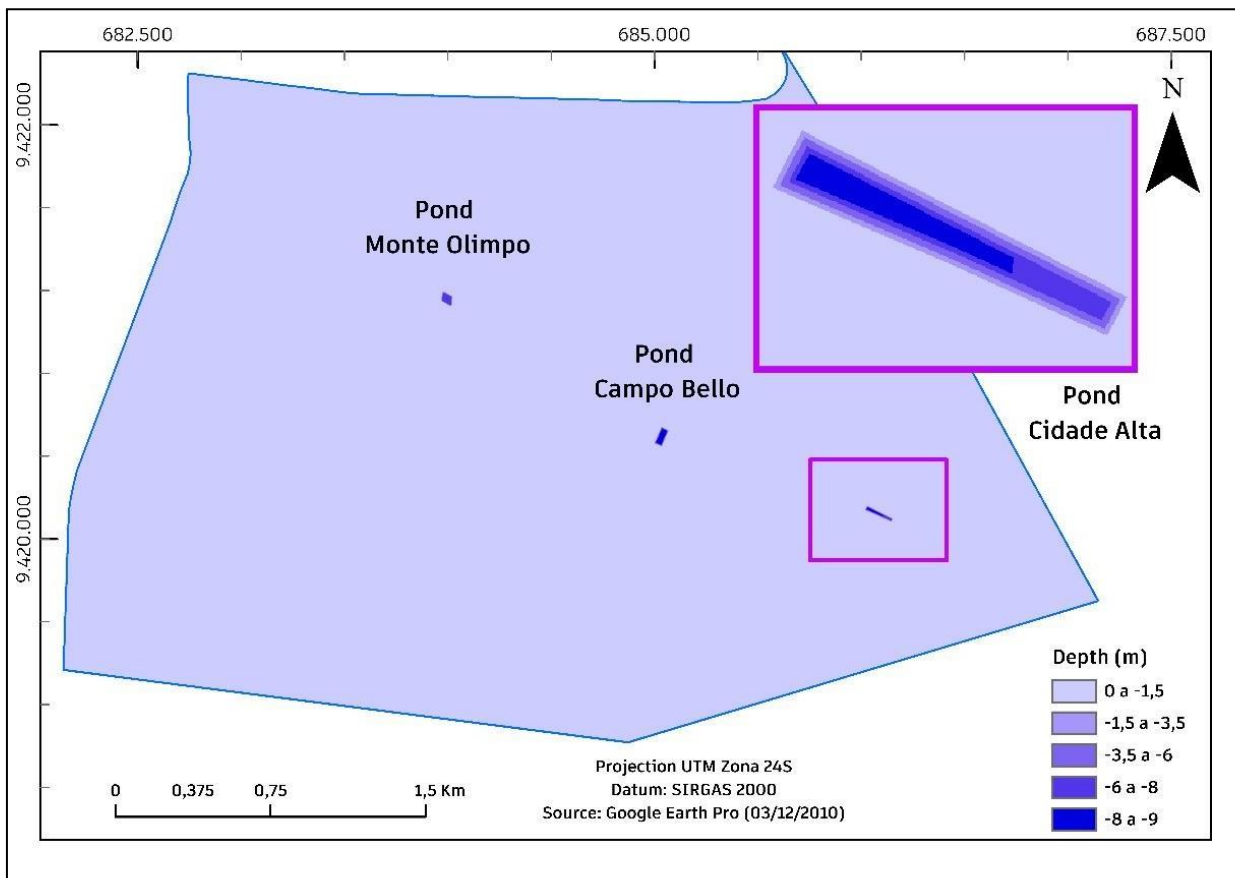 682.500
685.000
687.500
N
9.422.000
Pond
Monte Olimpo
Pond
Campo Bello
Pond
Cidade Alta
9.420.000
Depth (m)
0 a -1,5
-1,5 a -3,5
-3,5 a -6
-6 a -8
-8 a -9
0 0,375 0,75 1,5 Km
Projection UTM Zona 24S
Datum: SIRGAS 2000
Source: Google Earth Pro (03/12/2010)